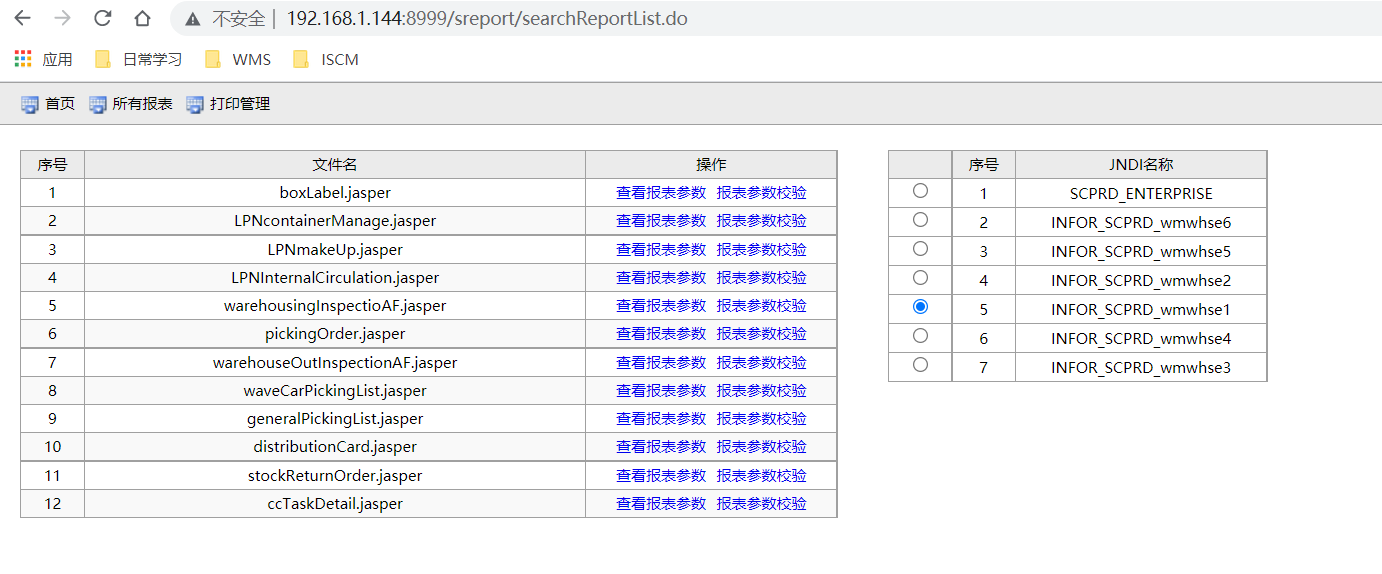 不安全 | 192.168.1.144:8999/sreport/searchReportList.do
应用 日常学习 WMS ISCM
首页 所有报表 打印管理
序号 文件名 操作
1 boxLabel.jasper 查看报表参数 报表参数校验
2 LPNcontainerManage.jasper 查看报表参数 报表参数校验
3 LPNmakeUp.jasper 查看报表参数 报表参数校验
4 LPNInternalCirculation.jasper 查看报表参数 报表参数校验
5 warehousingInspectioAF.jasper 查看报表参数 报表参数校验
6 pickingOrder.jasper 查看报表参数 报表参数校验
7 warehouseOutInspectionAF.jasper 查看报表参数 报表参数校验
8 waveCarPickingList.jasper 查看报表参数 报表参数校验
9 generalPickingList.jasper 查看报表参数 报表参数校验
10 distributionCard.jasper 查看报表参数 报表参数校验
11 stockReturnOrder.jasper 查看报表参数 报表参数校验
12 ccTaskDetail.jasper 查看报表参数 报表参数校验
序号 JNDI名称
1 SCPRD_ENTERPRISE
2 INFOR_SCPRD_wmwhse6
3 INFOR_SCPRD_wmwhse5
4 INFOR_SCPRD_wmwhse2
5 INFOR_SCPRD_wmwhse1
6 INFOR_SCPRD_wmwhse4
7 INFOR_SCPRD_wmwhse3